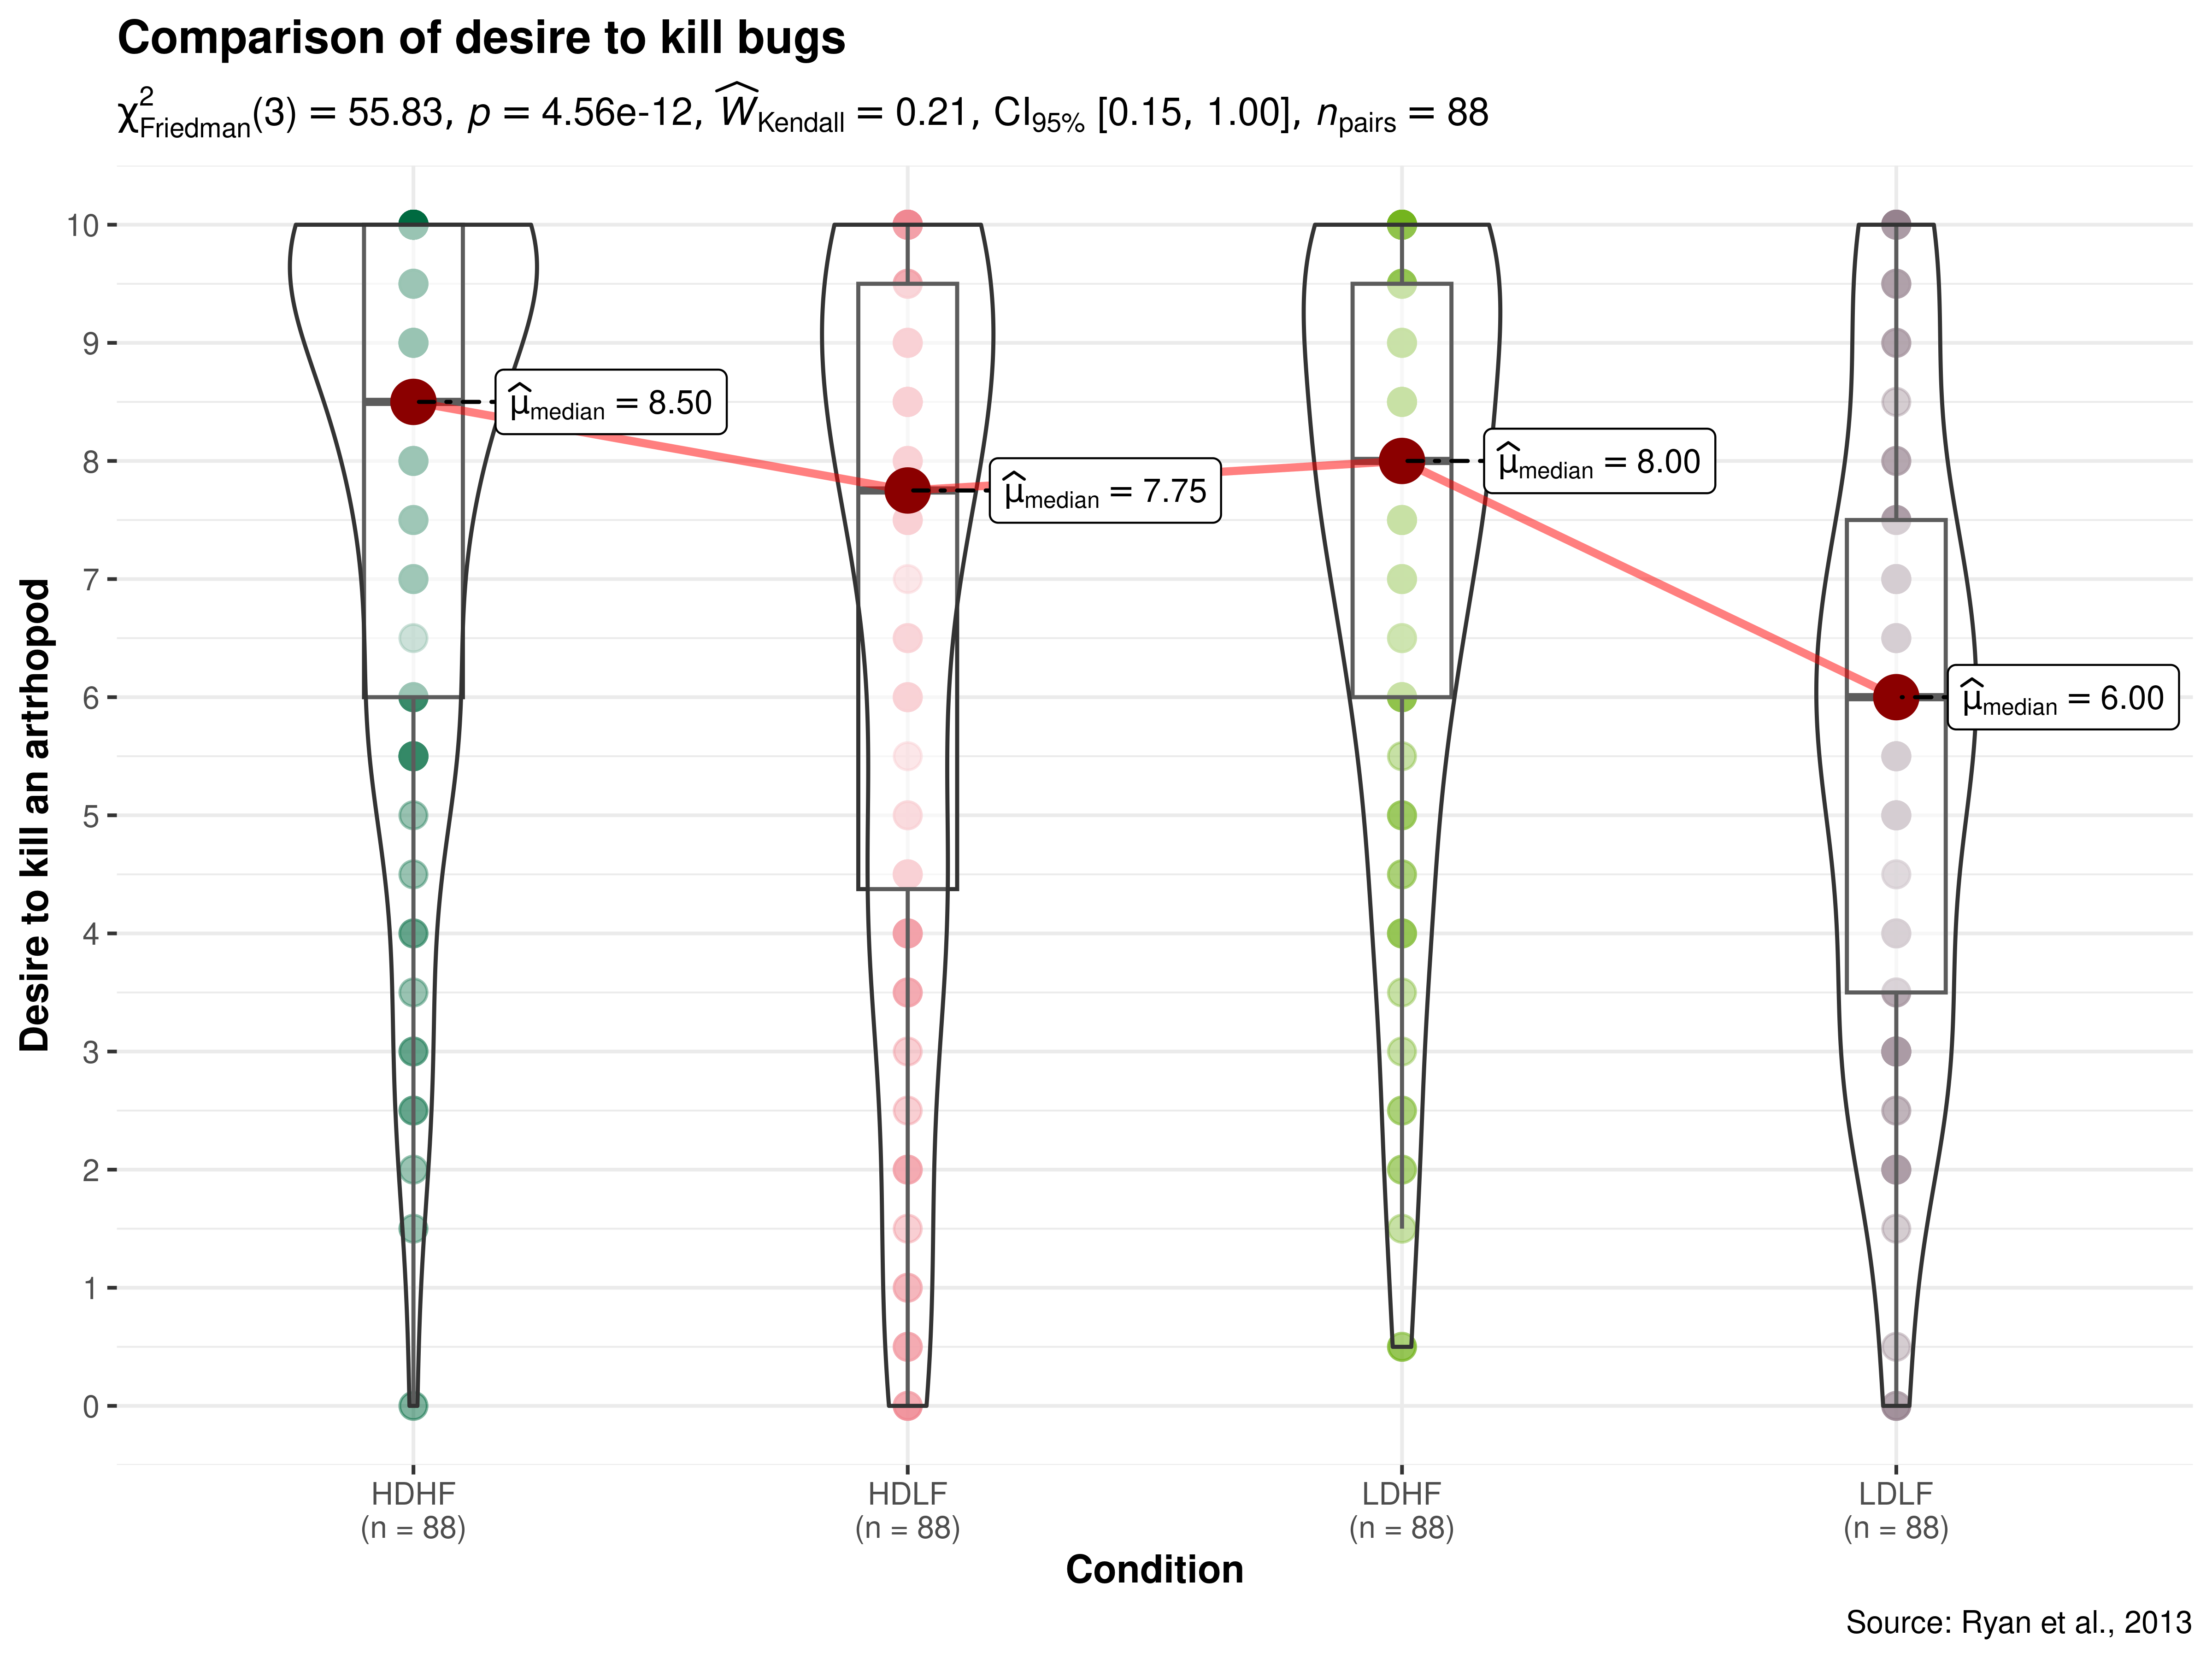 Comparison of desire to kill bugs
χ²Friedman(3) = 55.83, p = 4.56e-12, ŴKendall = 0.21, CI95% [0.15, 1.00], npairs = 88
Desire to kill an artrhopod
10
9
8
7
6
5
4
3
2
1
0
μ̂median = 8.50
μ̂median = 7.75
μ̂median = 8.00
μ̂median = 6.00
HDHF
(n = 88)
HDLF
(n = 88)
LDHF
(n = 88)
LDLF
(n = 88)
Condition
Source: Ryan et al., 2013